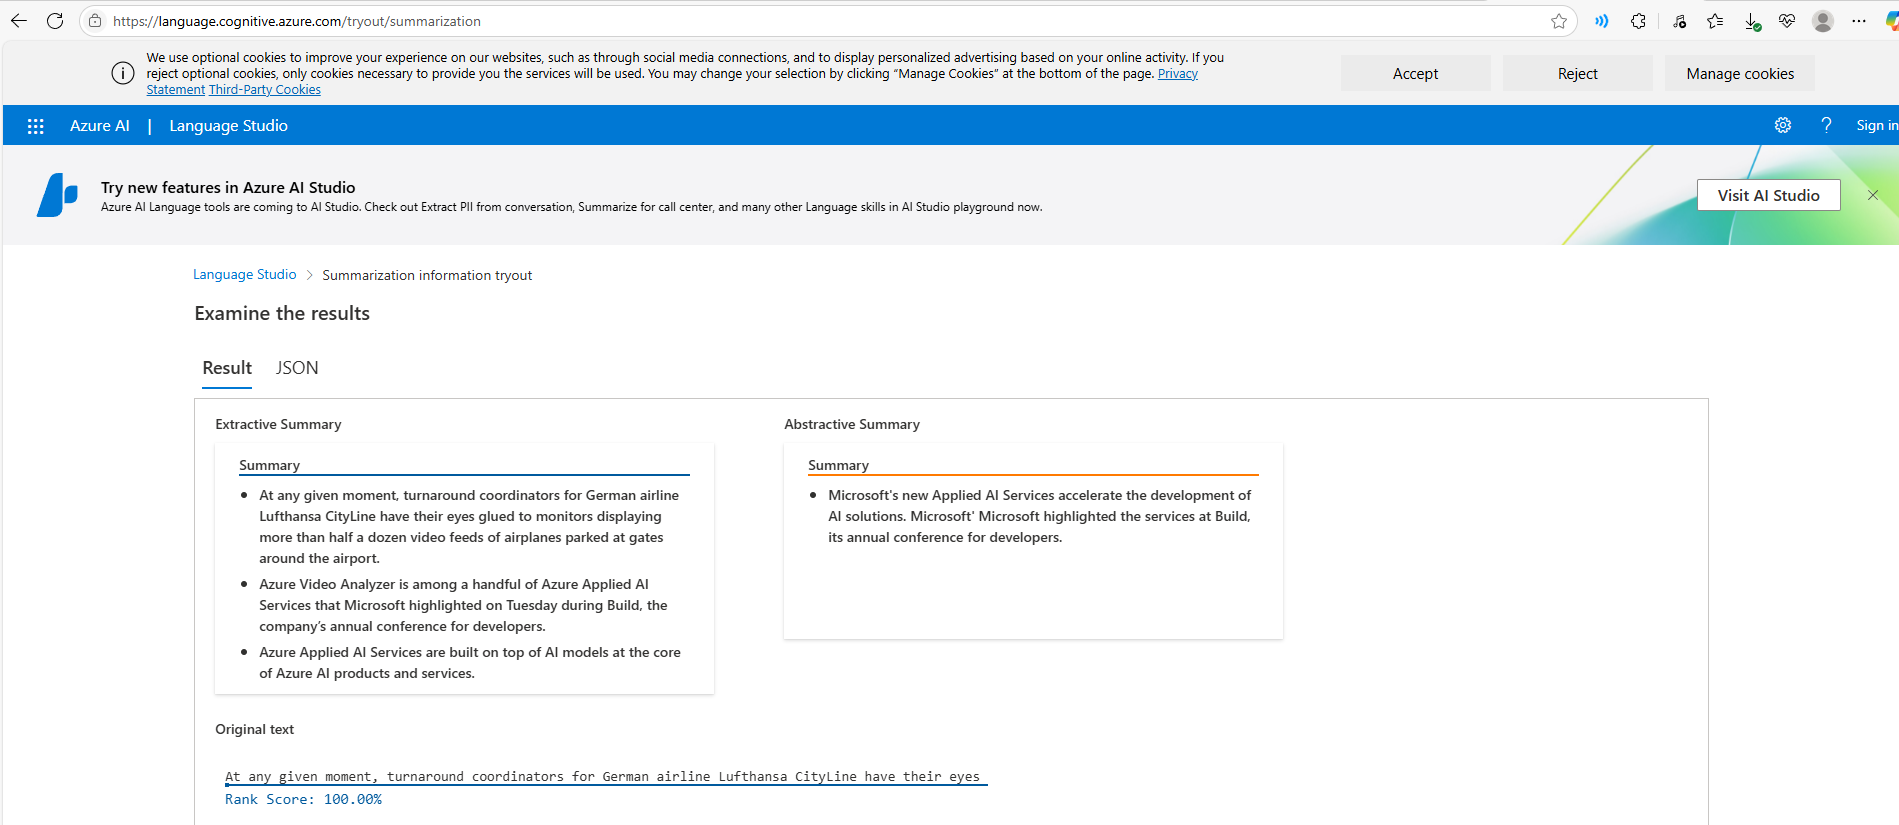 https://language.cognitive.azure.com/tryout/summarization
We use optional cookies to improve your experience on our websites, such as through social media connections, and to display personalized advertising based on your online activity. If you
reject optional cookies, only cookies necessary to provide you the services will be used. You may change your selection by clicking "Manage Cookies" at the bottom of the page. Privacy
Statement Third-Party Cookies
Accept
Reject
Manage cookies
Azure AI | Language Studio
?
Sign in
Try new features in Azure AI Studio
Azure AI Language tools are coming to AI Studio. Check out Extract PII from conversation, Summarize for call center, and many other Language skills in AI Studio playground now.
Visit AI Studio
Language Studio > Summarization information tryout
Examine the results
Result
JSON
Extractive Summary
Summary
• At any given moment, turnaround coordinators for German airline
Lufthansa CityLine have their eyes glued to monitors displaying
more than half a dozen video feeds of airplanes parked at gates
around the airport.
• Azure Video Analyzer is among a handful of Azure Applied AI
Services that Microsoft highlighted on Tuesday during Build, the
company's annual conference for developers.
• Azure Applied AI Services are built on top of AI models at the core
of Azure AI products and services.
Abstractive Summary
Summary
• Microsoft's new Applied AI Services accelerate the development of
AI solutions. Microsoft' Microsoft highlighted the services at Build,
its annual conference for developers.
Original text
At any given moment, turnaround coordinators for German airline Lufthansa CityLine have their eyes
Rank Score: 100.00%